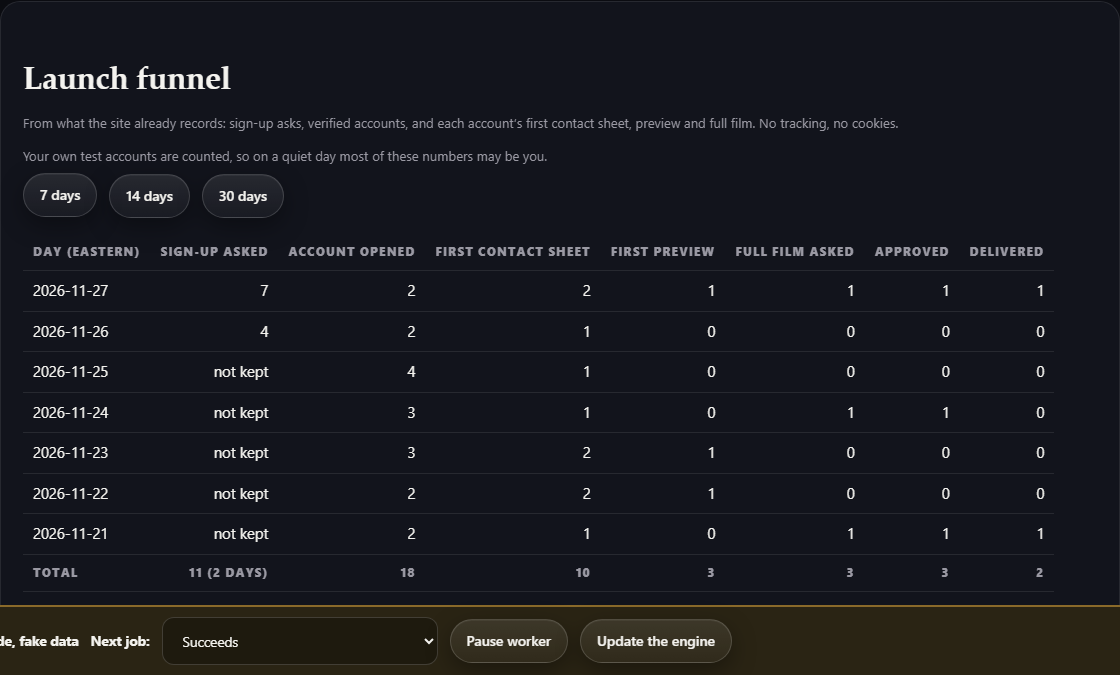 Launch funnel
From what the site already records: sign-up asks, verified accounts, and each account's first contact sheet, preview and full film. No tracking, no cookies.
Your own test accounts are counted, so on a quiet day most of these numbers may be you.
7 days 14 days 30 days
DAY (EASTERN) SIGN-UP ASKED ACCOUNT OPENED FIRST CONTACT SHEET FIRST PREVIEW FULL FILM ASKED APPROVED DELIVERED
2026-11-27 7 2 2 1 1 1 1
2026-11-26 4 2 1 0 0 0 0
2026-11-25 not kept 4 1 0 0 0 0
2026-11-24 not kept 3 1 0 1 1 0
2026-11-23 not kept 3 2 1 0 0 0
2026-11-22 not kept 2 2 1 0 0 0
2026-11-21 not kept 2 1 0 1 1 1
TOTAL 11 (2 DAYS) 18 10 3 3 3 2
de, fake data Next job: Succeeds Pause worker Update the engine